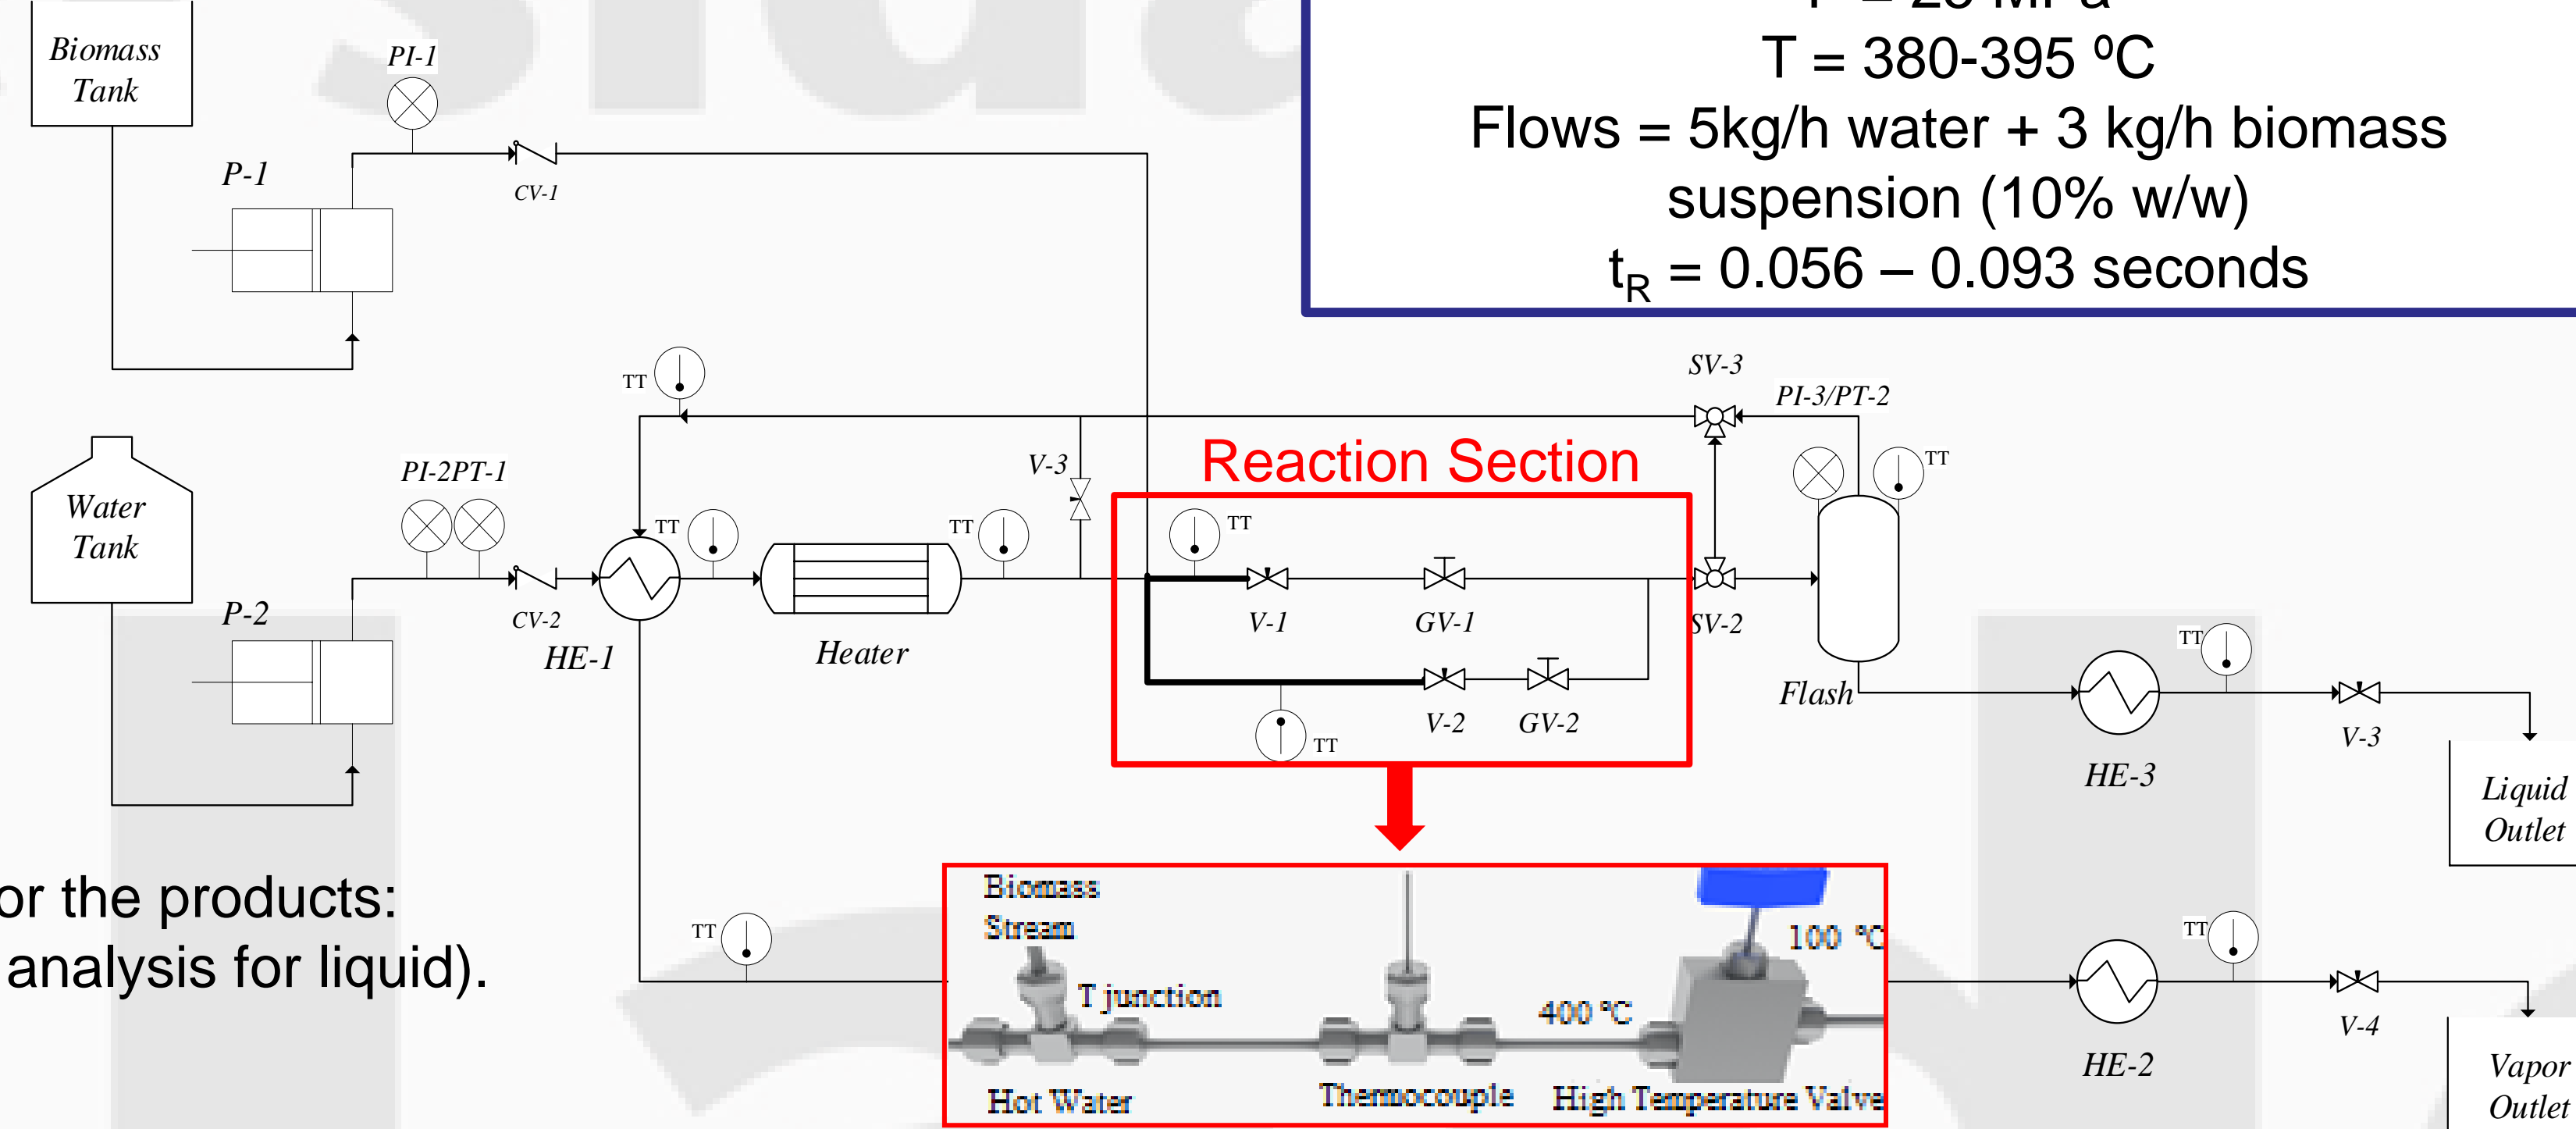 T = 380-395 ºC
Flows = 5kg/h water + 3 kg/h biomass
suspension (10% w/w)
tR = 0.056 – 0.093 seconds
Biomass
Tank
PI-1
P-1
CV-1
TT
SV-3
PI-3/PT-2
TT
Reaction Section
V-3
Water
Tank
PI-2PT-1
TT
TT
TT
P-2
CV-2
HE-1
Heater
V-1
GV-1
SV-2
V-2
GV-2
TT
Flash
TT
HE-3
V-3
Liquid
Outlet
or the products:
analysis for liquid).
TT
Biomass
Stream
T junction
Hot Water
Thermocouple
400 ºC
100 ºC
High Temperature Valve
TT
HE-2
V-4
Vapor
Outlet